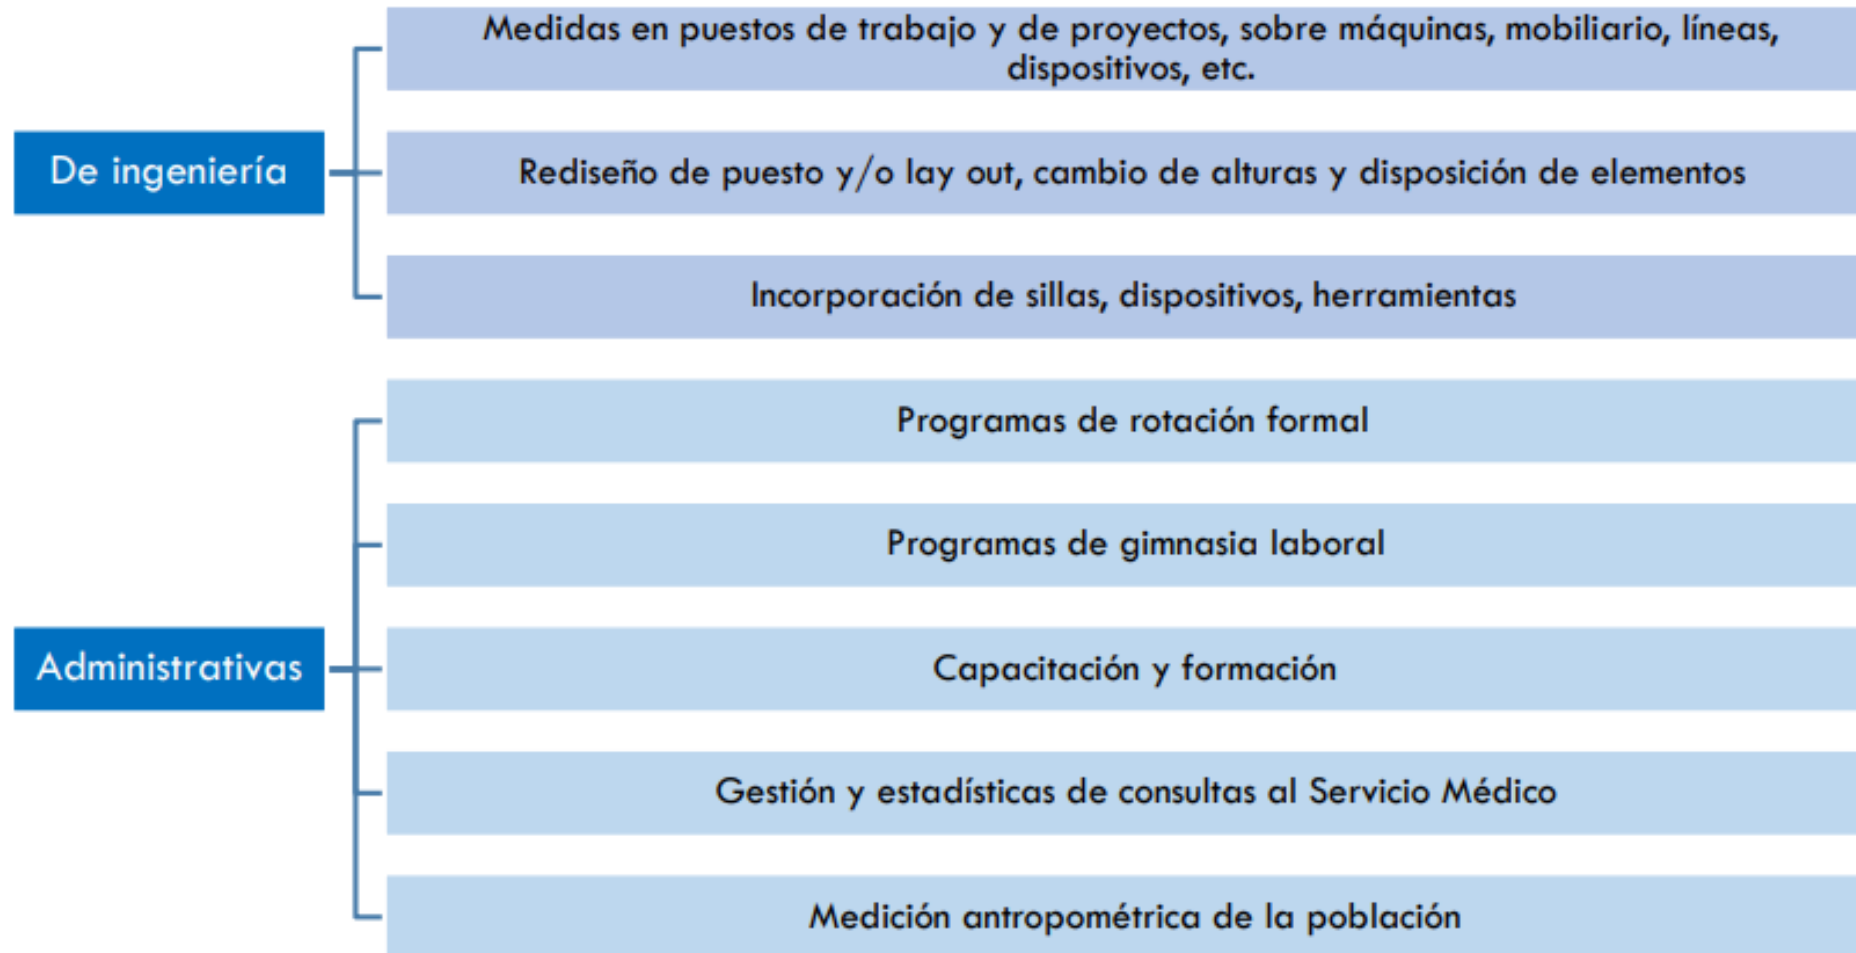 De ingeniería
Medidas en puestos de trabajo y de proyectos, sobre máquinas, mobiliario, líneas,
dispositivos, etc.
Rediseño de puesto y/o lay out, cambio de alturas y disposición de elementos
Incorporación de sillas, dispositivos, herramientas
Administrativas
Programas de rotación formal
Programas de gimnasia laboral
Capacitación y formación
Gestión y estadísticas de consultas al Servicio Médico
Medición antropométrica de la población